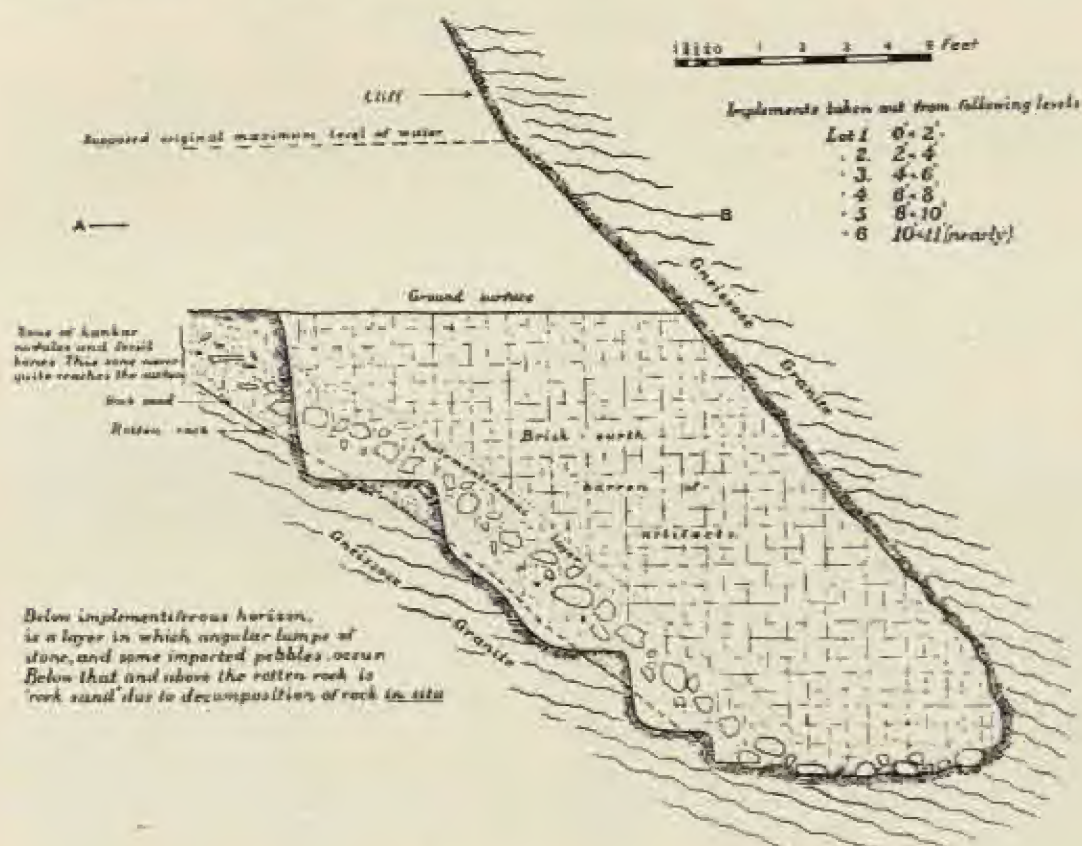 1 2 3 4 5 Feet
Cliff
Supposed original maximum level of water
Implements taken out from following levels
Lot 1 0'-2'
" 2. 2'-4'
" 3. 4'-6'
" 4 6'-8'
" 5 8'-10'
" 6 10'-11' (nearly)
A
B
Gneissose
Granite
Ground surface
Zone of kankar
nodules and fossil
bones. This zone never
quite reaches the surface
Rock sand
Rotten rock
Brick earth
barren of
artifacts.
Implementiferous
layer
Gneissose
Granite
Below implementiferous horizon,
is a layer in which angular lumps of
stone, and some imported pebbles occur
Below that and above the rotten rock is
'rock sand' due to decomposition of rock in situ